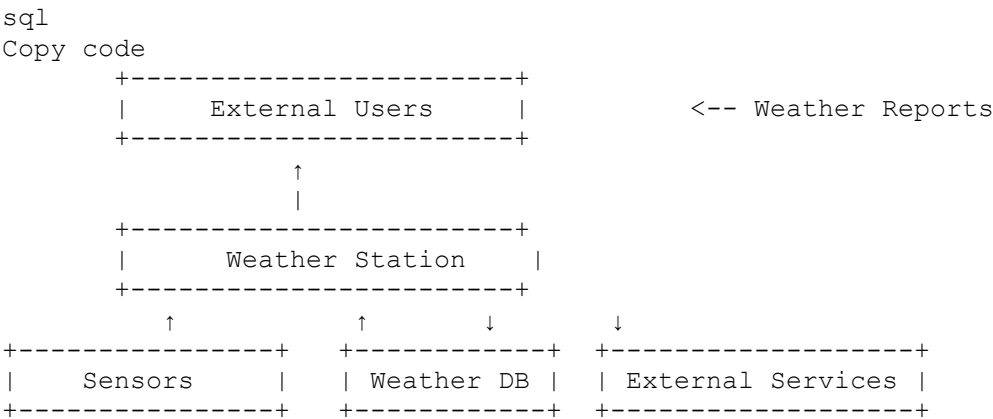 sql
Copy code
+------------------------+
| External Users | <-- Weather Reports
+------------------------+
↑
|
+------------------------+
| Weather Station |
+------------------------+
↑ ↑ ↓ ↓
+----------------+ +------------+ +-------------------+
| Sensors | | Weather DB | | External Services |
+----------------+ +------------+ +-------------------+